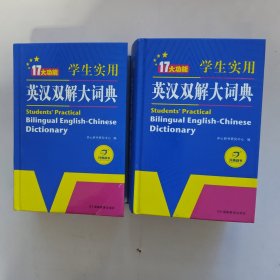 17大功能
学生实用
英汉双解大词典
Students' Practical
Bilingual English-Chinese
Dictionary
17大功能
学生实用
英汉双解大词典
Students' Practical
Bilingual English-Chinese
Dictionary